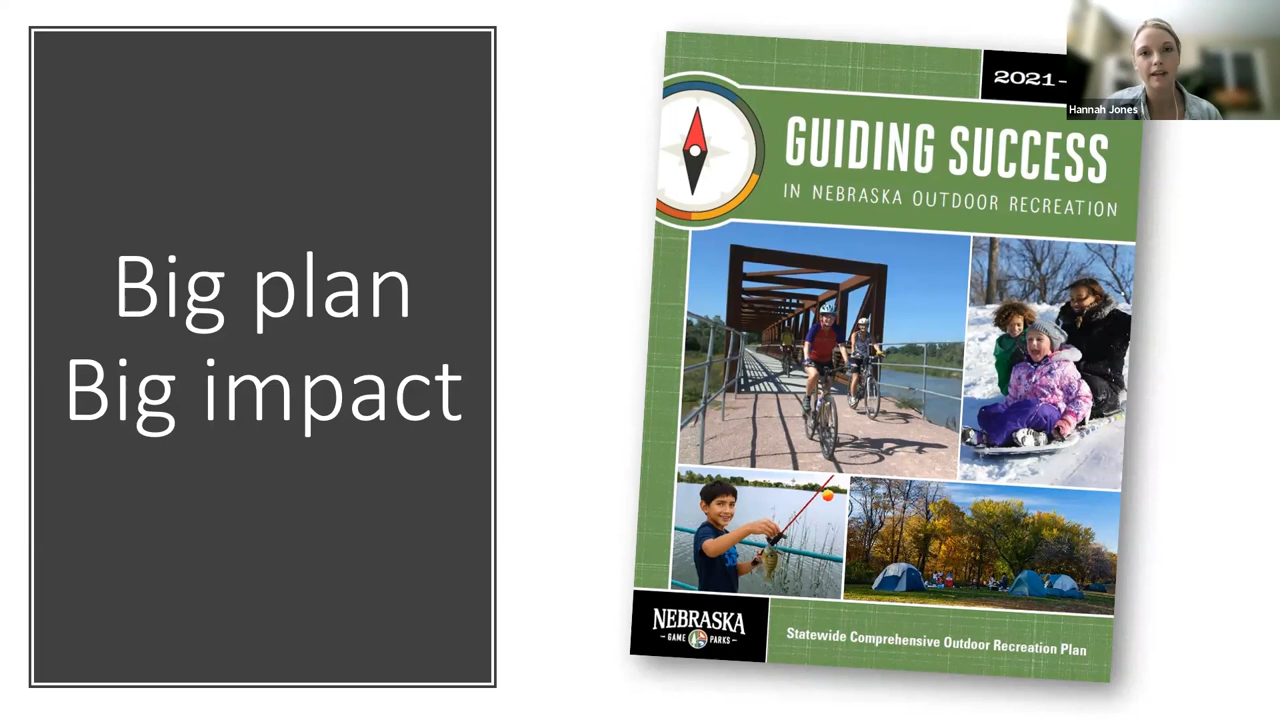 Big plan
Big impact
2021-
GUIDING SUCCESS
IN NEBRASKA OUTDOOR RECREATION
NEBRASKA
GAME PARKS
Statewide Comprehensive Outdoor Recreation Plan
Hannah Jones